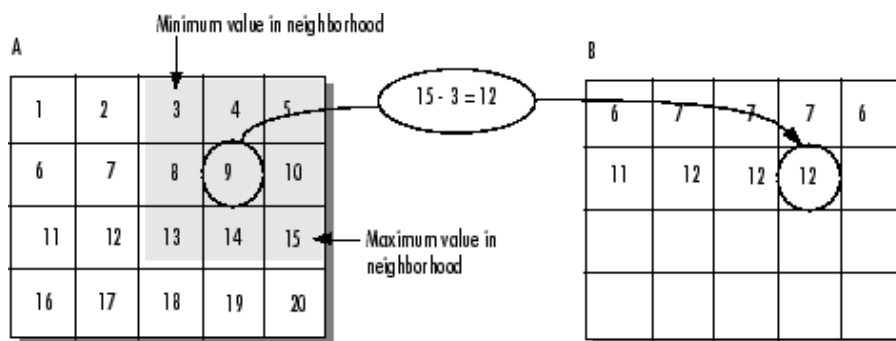 Minimum value in neighborhood
A
B
15 - 3 = 12
1 2 3 4 5
6 7 8 9 10
11 12 13 14 15
16 17 18 19 20
Maximum value in
neighborhood
6 7 7 7 6
11 12 12 12